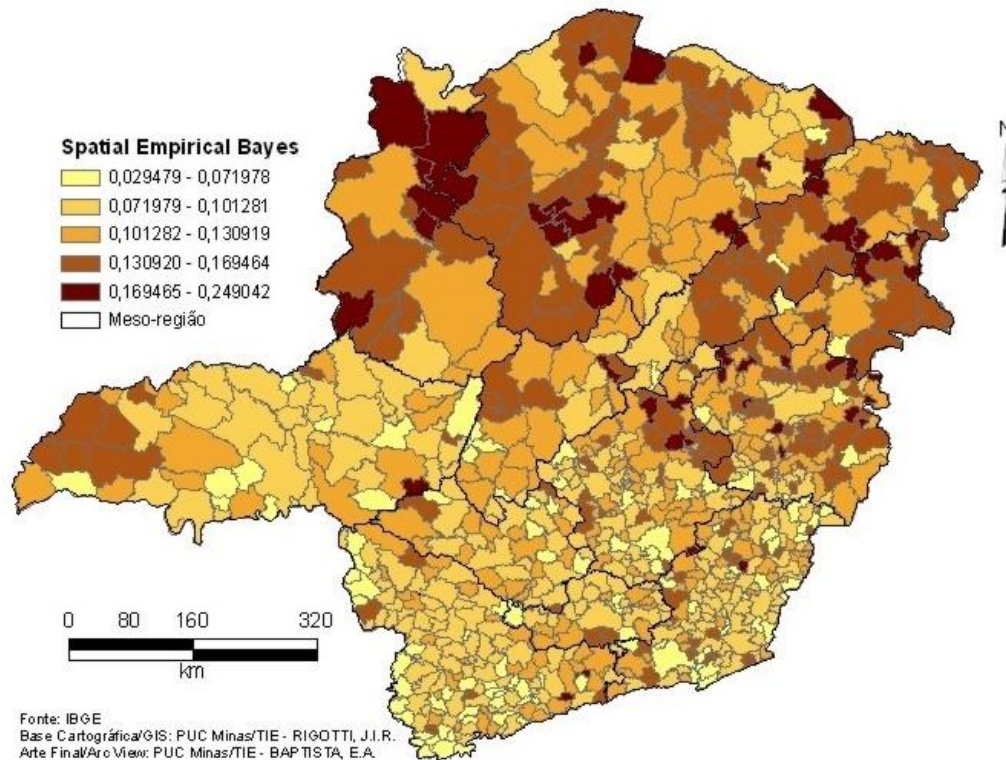 N
Spatial Empirical Bayes
0,029479 - 0,071978
0,071979 - 0,101281
0,101282 - 0,130919
0,130920 - 0,169464
0,169465 - 0,249042
Meso-região
0 80 160 320
km
Fonte: IBGE
Base Cartográfica/GIS: PUC Minas/TIE - RIGOTTI, J.I.R.
Arte Final/Arc View: PUC Minas/TIE - BAPTISTA, E.A.